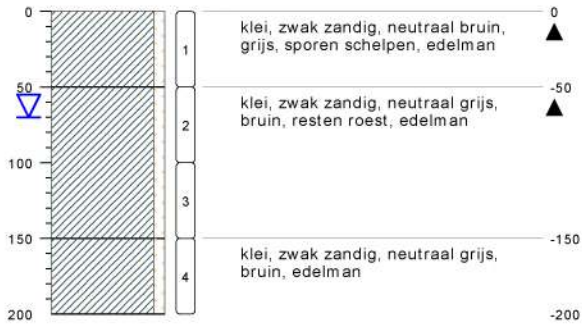 0
klei, zwak zandig, neutraal bruin,
grijs, sporen schelpen, edelman
0
1
50
klei, zwak zandig, neutraal grijs,
bruin, resten roest, edelman
-50
2
100
3
150
klei, zwak zandig, neutraal grijs,
bruin, edelman
-150
4
200
-200